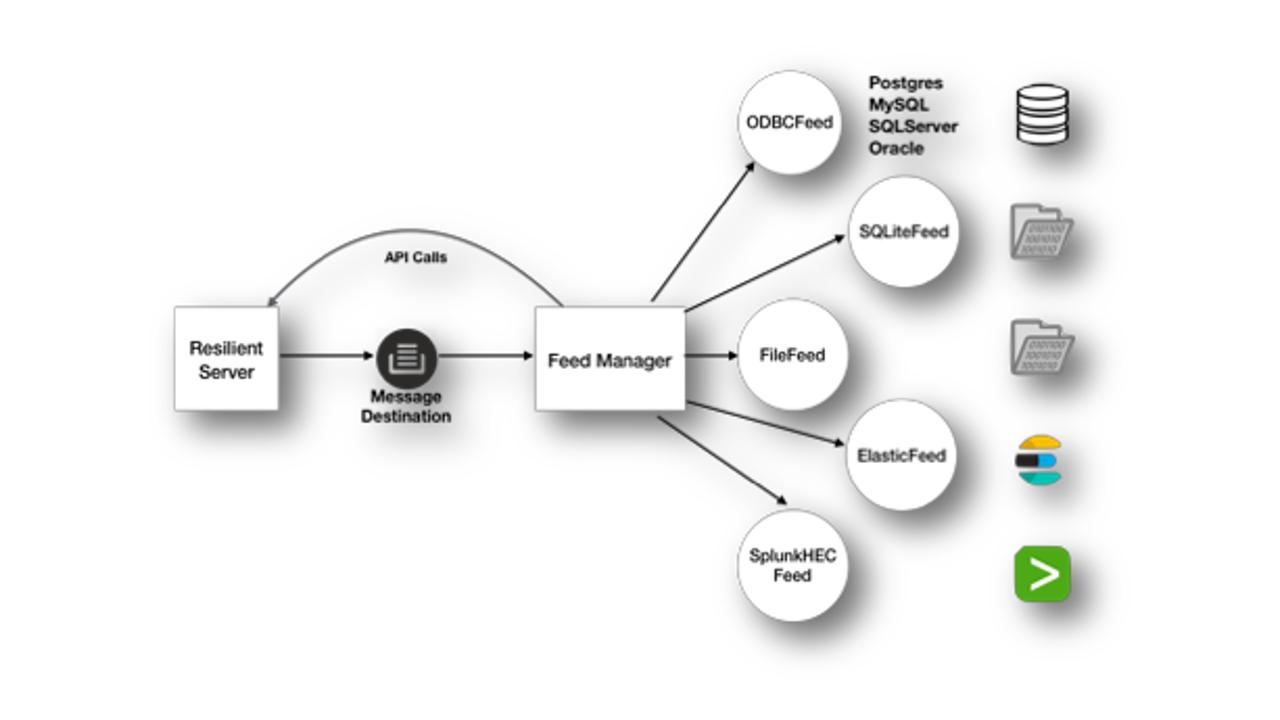 Postgres
MySQL
SQLServer
Oracle
ODBCFeed
SQLiteFeed
API Calls
Resilient
Server
Message
Destination
Feed Manager
FileFeed
ElasticFeed
SplunkHEC
Feed